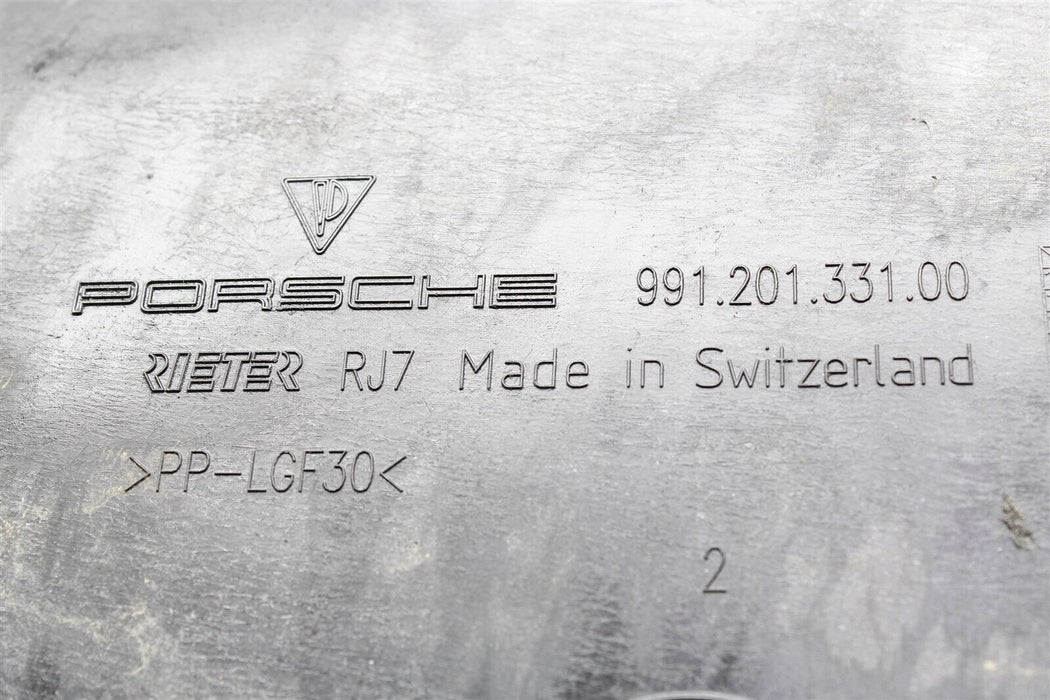 P
PORSCHE 991.201.331.00
RIETER RJ7 Made in Switzerland
>PP-LGF30<
2